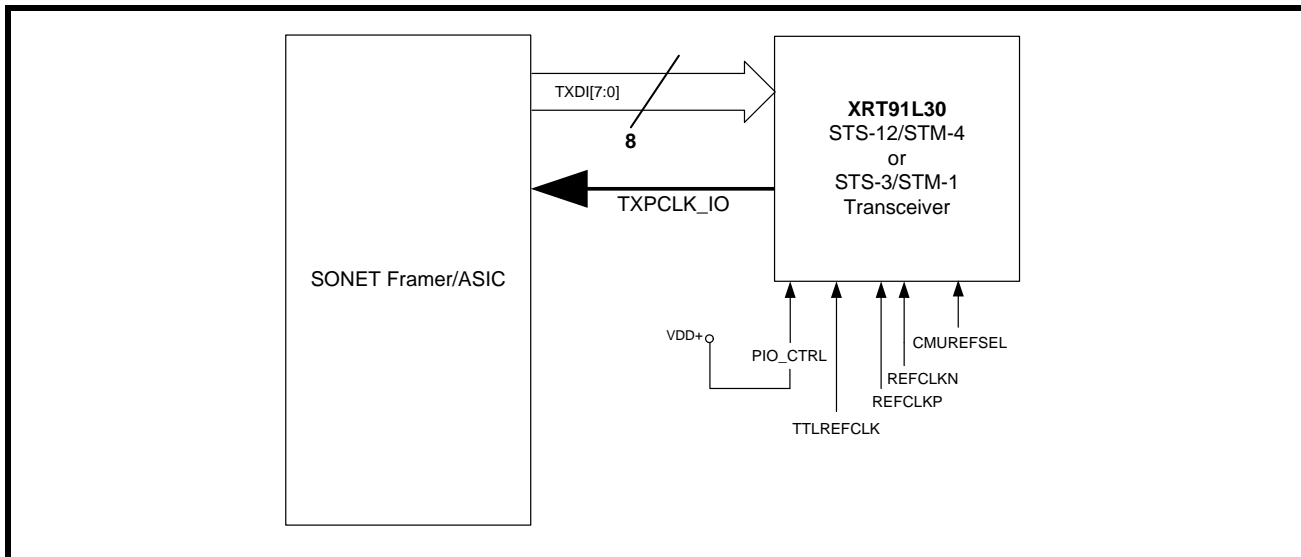 TXDI[7:0]
8
XRT91L30
STS-12/STM-4
or
STS-3/STM-1
Transceiver
TXPCLK_IO
SONET Framer/ASIC
VDD+
PIO_CTRL
CMUREFSEL
REFCLKN
REFCLKP
TTLREFCLK